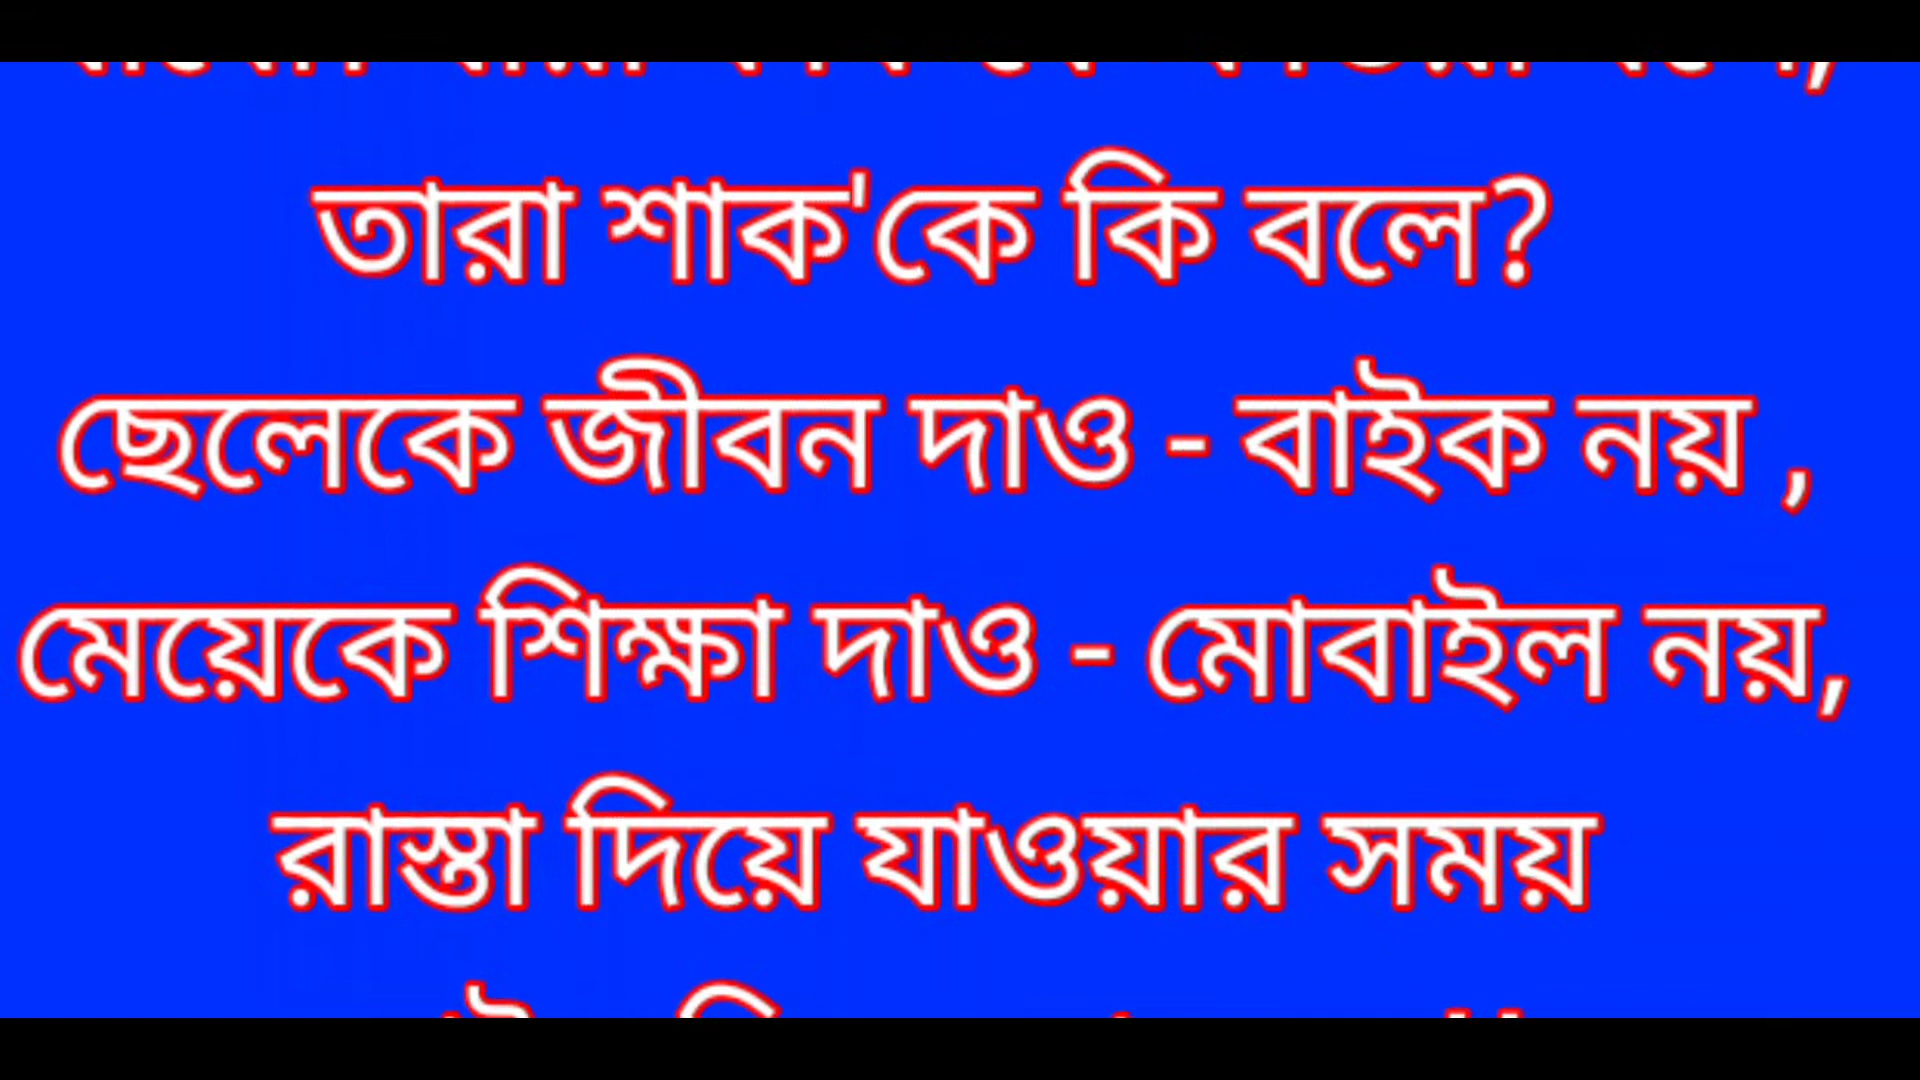 তারা শাক'কে কি বলে?
ছেলেকে জীবন দাও - বাইক নয় ,
মেয়েকে শিক্ষা দাও - মোবাইল নয়,
রাস্তা দিয়ে যাওয়ার সময়